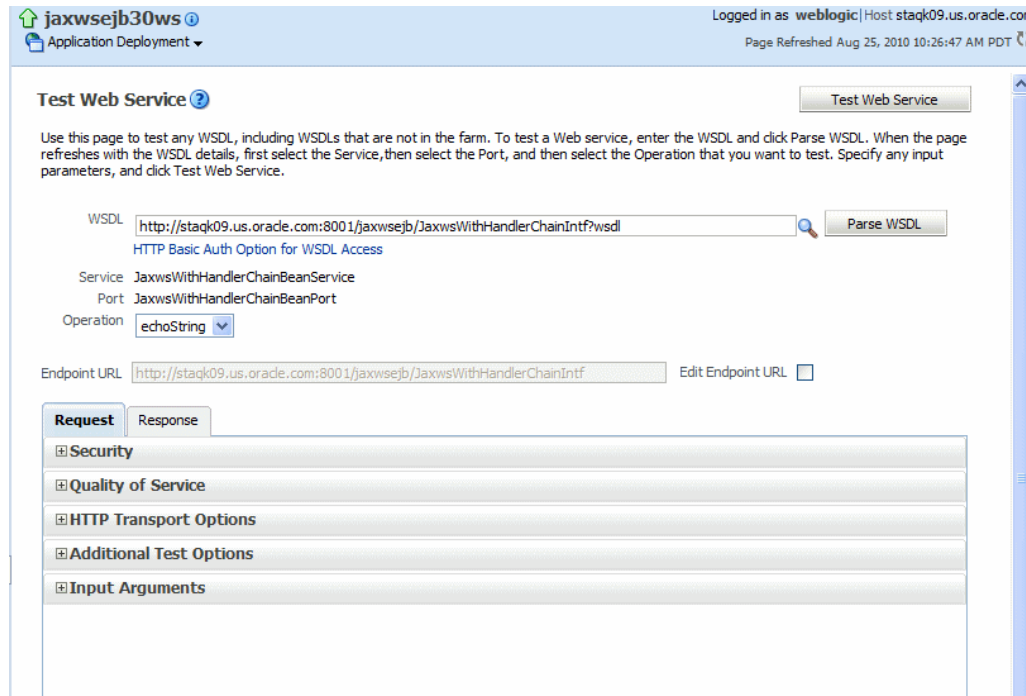 jaxwsejb30ws
Logged in as weblogic|Host staqk09.us.oracle.com
Application Deployment
Page Refreshed Aug 25, 2010 10:26:47 AM PDT
Test Web Service
Test Web Service
Use this page to test any WSDL, including WSDLs that are not in the farm. To test a Web service, enter the WSDL and click Parse WSDL. When the page
refreshes with the WSDL details, first select the Service,then select the Port, and then select the Operation that you want to test. Specify any input
parameters, and click Test Web Service.
WSDL http://staqk09.us.oracle.com:8001/jaxwsejb/JaxwsWithHandlerChainIntf?wsdl Parse WSDL
HTTP Basic Auth Option for WSDL Access
Service JaxwsWithHandlerChainBeanService
Port JaxwsWithHandlerChainBeanPort
Operation echoString
Endpoint URL http://staqk09.us.oracle.com:8001/jaxwsejb/JaxwsWithHandlerChainIntf Edit Endpoint URL
Request Response
Security
Quality of Service
HTTP Transport Options
Additional Test Options
Input Arguments